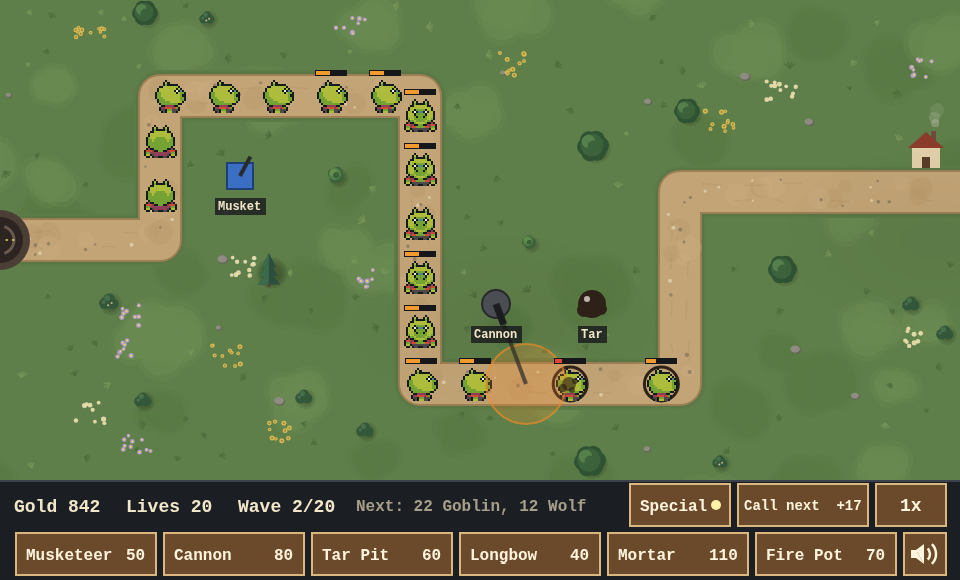 Musket
Cannon
Tar
Gold 842 Lives 20 Wave 2/20 Next: 22 Goblin, 12 Wolf Special Call next +17 1x
Musketeer 50 Cannon 80 Tar Pit 60 Longbow 40 Mortar 110 Fire Pot 70